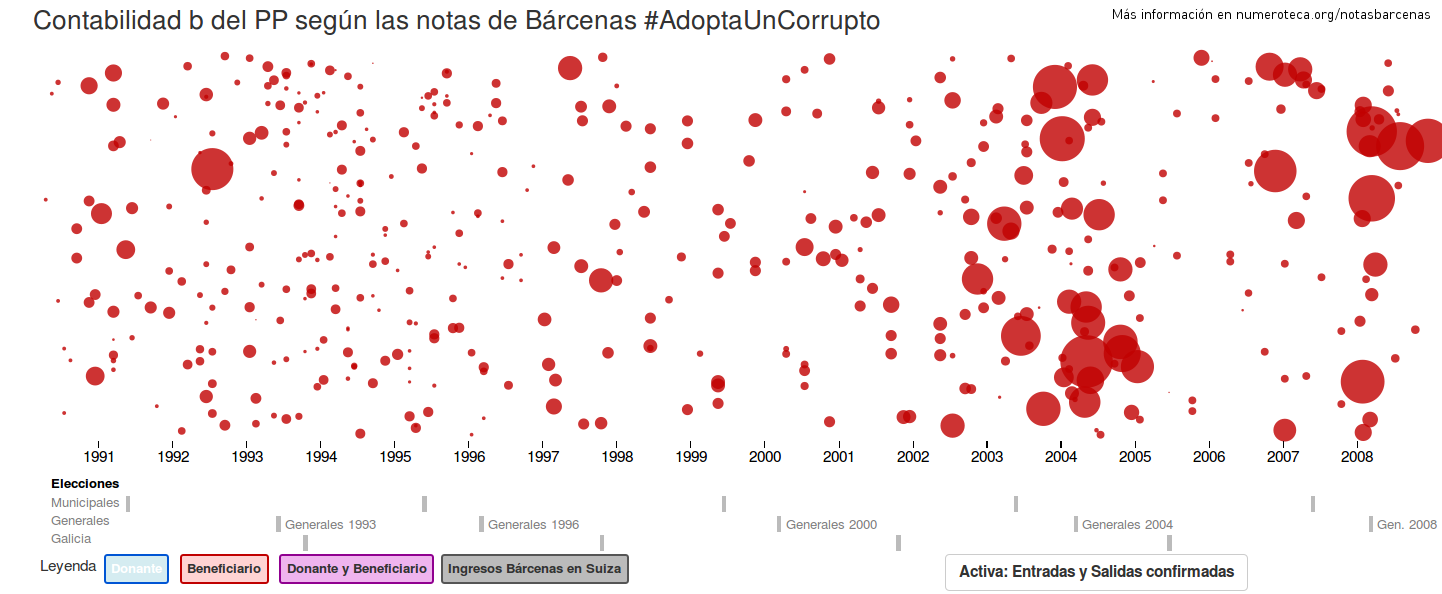 Contabilidad b del PP según las notas de Bárcenas #AdoptaUnCorrupto
Más información en numeroteca.org/notasbarcenas
1991 1992 1993 1994 1995 1996 1997 1998 1999 2000 2001 2002 2003 2004 2005 2006 2007 2008
Elecciones
Municipales
Generales Generales 1993 Generales 1996 Generales 2000 Generales 2004 Gen. 2008
Galicia
Leyenda Donante Beneficiario Donante y Beneficiario Ingresos Bárcenas en Suiza Activa: Entradas y Salidas confirmadas